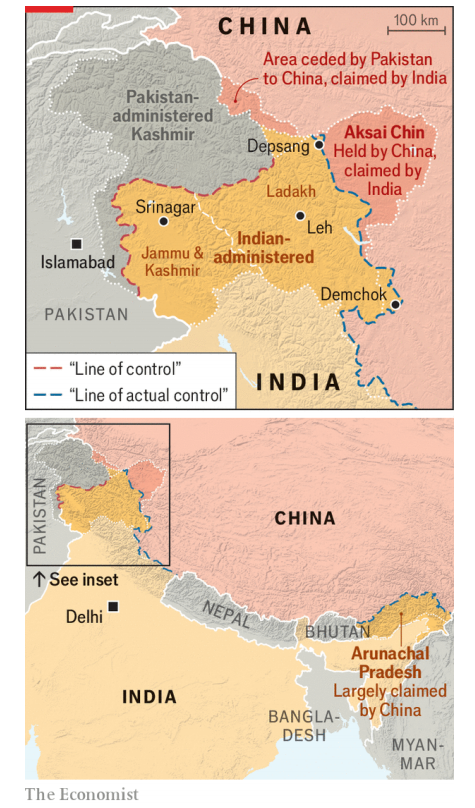 CHINA
100 km
Area ceded by Pakistan
to China, claimed by India
Pakistan-
administered
Kashmir
Aksai Chin
Held by China,
claimed by
India
Depsang
Ladakh
Srinagar
Leh
Indian-
administered
Jammu &
Kashmir
Islamabad
Demchok
PAKISTAN
"Line of control"
"Line of actual control"
INDIA
PAKISTAN
CHINA
↑ See inset
Delhi
NEPAL
BHUTAN
Arunachal
Pradesh
Largely claimed
by China
INDIA
BANGLA-
DESH
MYAN-
MAR
The Economist